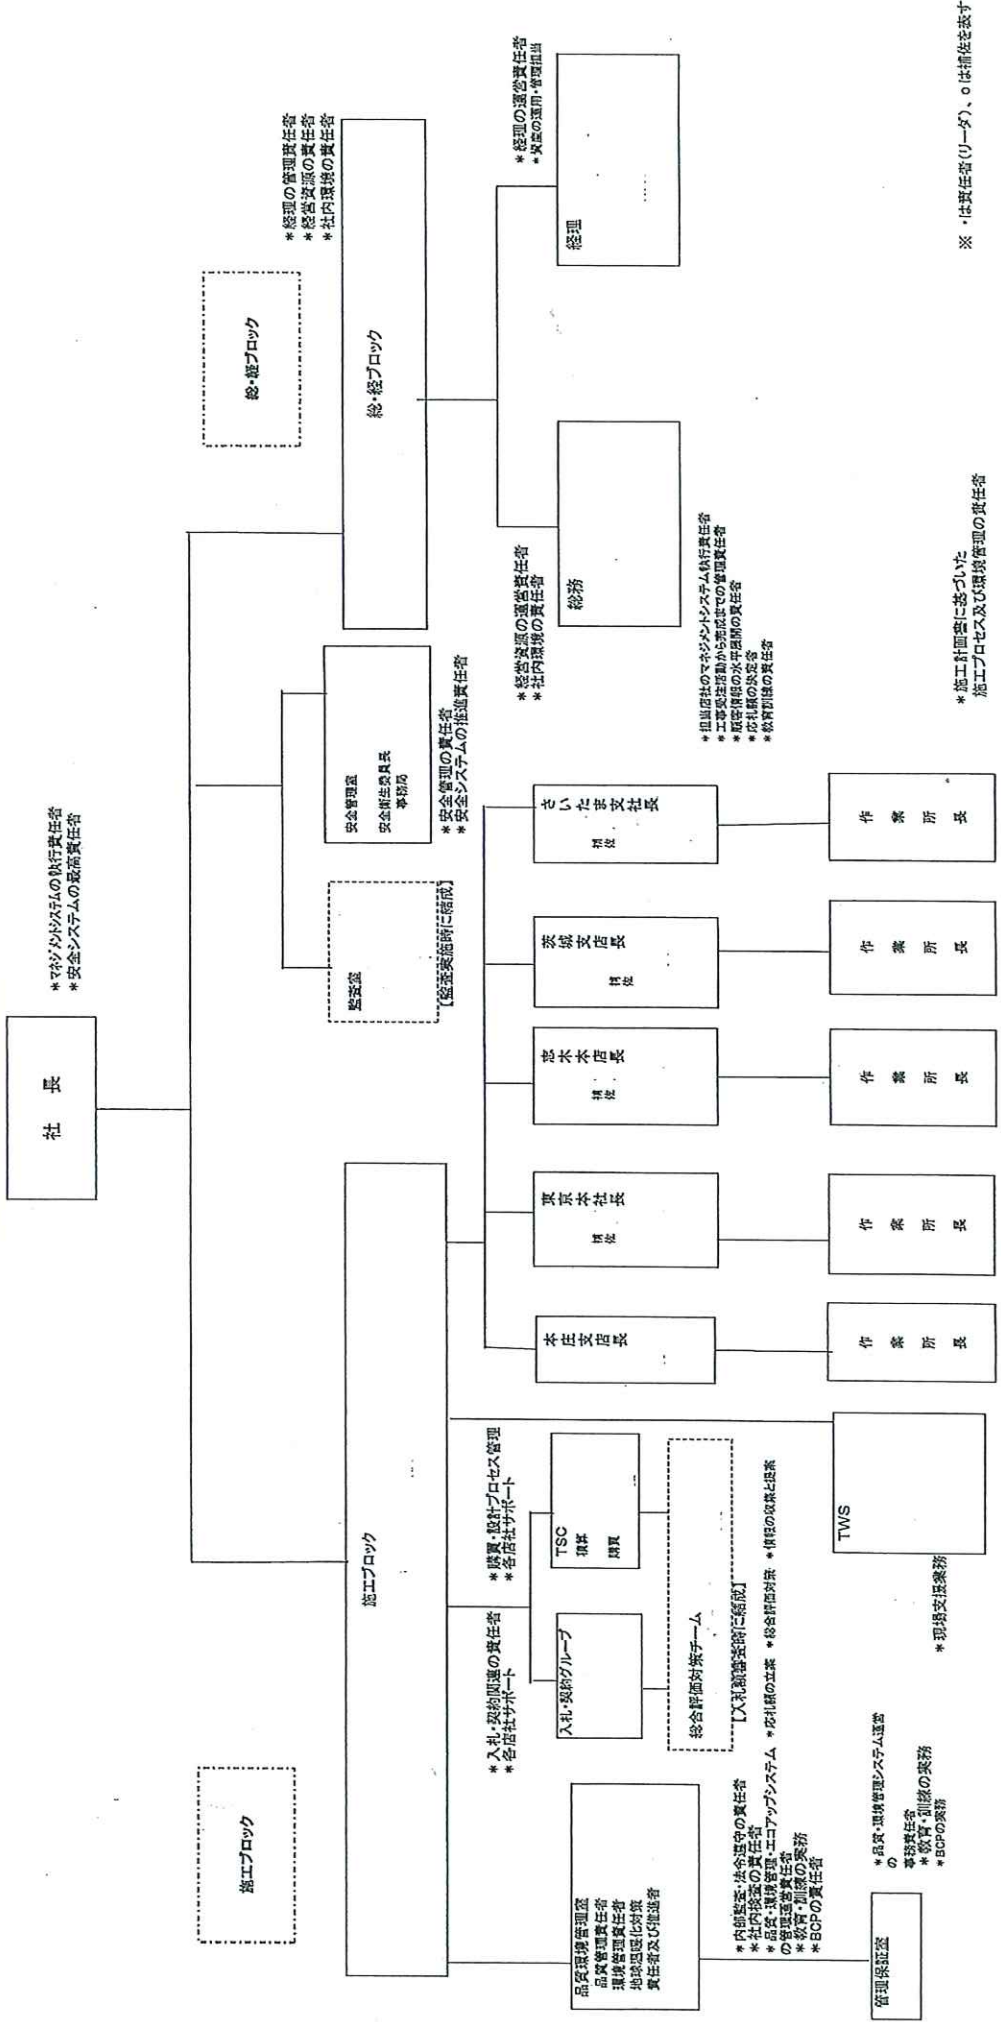 社　長
*マネジメントシステムの執行責任者
*安全システムの最高責任者
施工ブロック
総・経ブロック
施工ブロック
総・経ブロック
*経理の管理責任者
*経営資源の責任者
*社内環境の責任者
監査室
【監査実施時に結成】
安全管理室
安全衛生委員長
事務局
*安全管理の責任者
*安全システムの推進責任者
*経営資源の運営責任者
*社内環境の責任者
総務
*経理の運営責任者
*資産の運用・管理担当
経理
品質環境管理室
品質管理責任者
環境管理責任者
地球温暖化対策
責任者及び推進者
*入札・契約関連の責任者
*各店社サポート
入札・契約グループ
*購買・設計プロセス管理
*各店社サポート
TSC
積算
購買
総合評価対策チーム
【入札額審査時に結成】
*応札額の立案　*総合評価対策　*情報の収集と提案
*内部監査・法令遵守の責任者
*社内検査の責任者
*品質・環境管理・エコアップシステム
の管理運営責任者
*教育・訓練の実務
*BCPの責任者
管理保証室
*品質・環境管理システム運営
の
事務責任者
*教育・訓練の実務
*BCPの実務
TWS
*現場支援業務
本庄支店長
東京本社長
補佐
本店長
補佐
茨城支店長
補佐
さいたま支社長
補佐
*担当店社のマネジメントシステム執行責任者
*工事受注活動から完成までの管理責任者
*顧客情報の水平展開の責任者
*応札額の決定者
*教育訓練の責任者
作業所長
作業所長
作業所長
作業所長
作業所長
*施工計画書に基づいた
施工プロセス及び環境管理の責任者
※ ・は責任者(リーダ)、oは補佐を表す